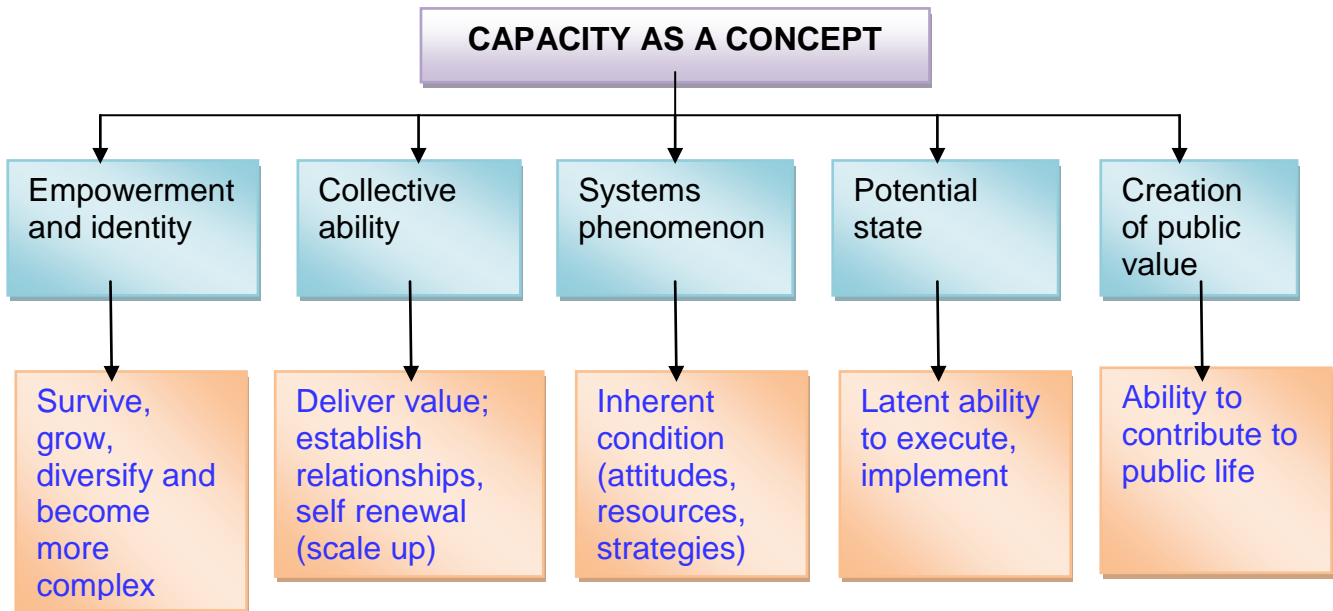 CAPACITY AS A CONCEPT
Empowerment
and identity
Collective
ability
Systems
phenomenon
Potential
state
Creation
of public
value
Survive,
grow,
diversify and
become
more
complex
Deliver value;
establish
relationships,
self renewal
(scale up)
Inherent
condition
(attitudes,
resources,
strategies)
Latent ability
to execute,
implement
Ability to
contribute to
public life